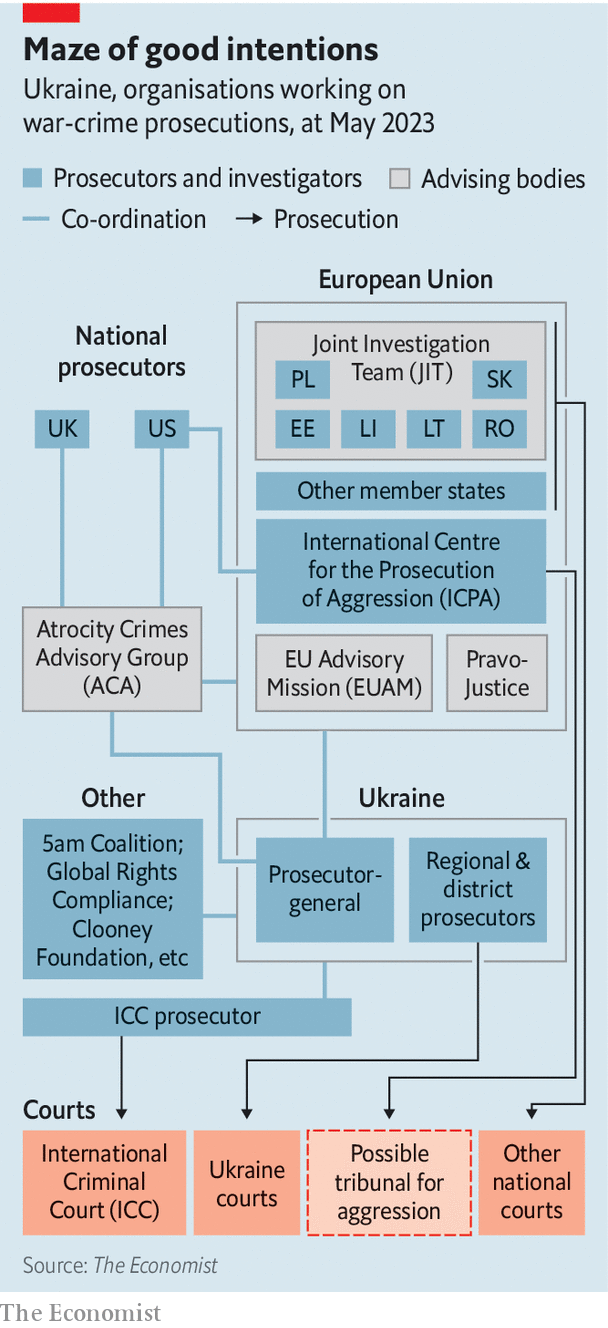 Maze of good intentions
Ukraine, organisations working on
war-crime prosecutions, at May 2023
Prosecutors and investigators
Advising bodies
Co-ordination
Prosecution
European Union
National
prosecutors
Joint Investigation
Team (JIT)
PL
SK
UK
US
EE
LI
LT
RO
Other member states
International Centre
for the Prosecution
of Aggression (ICPA)
Atrocity Crimes
Advisory Group
(ACA)
EU Advisory
Mission (EUAM)
Pravo-
Justice
Other
Ukraine
5am Coalition;
Global Rights
Compliance;
Clooney
Foundation, etc
Prosecutor-
general
Regional &
district
prosecutors
ICC prosecutor
Courts
International
Criminal
Court (ICC)
Ukraine
courts
Possible
tribunal for
aggression
Other
national
courts
Source: The Economist
The Economist